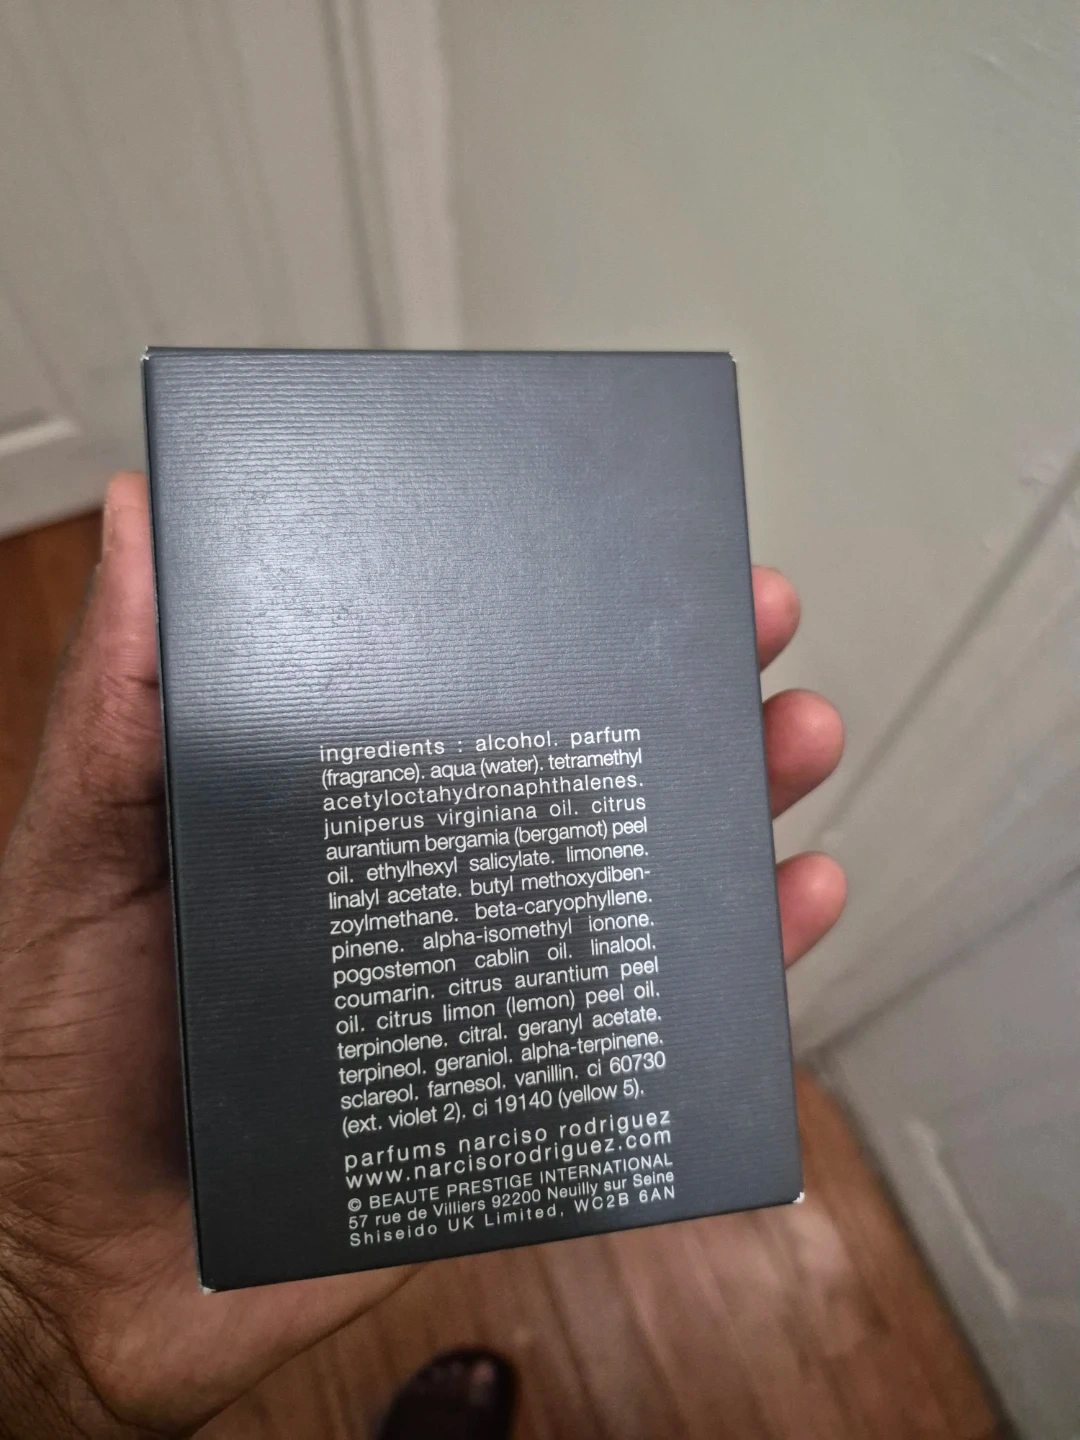 ingredients : alcohol. parfum
(fragrance). aqua (water). tetramethyl
acetyloctahydronaphthalenes.
juniperus virginiana oil. citrus
aurantium bergamia (bergamot) peel
oil. ethylhexyl salicylate. limonene.
linalyl acetate. butyl methoxydiben-
zoylmethane. beta-caryophyllene.
pinene. alpha-isomethyl ionone.
pogostemon cablin oil. linalool.
coumarin. citrus aurantium peel
oil. citrus limon (lemon) peel oil.
terpinolene. citral. geranyl acetate.
terpineol. geraniol. alpha-terpinene.
sclareol. farnesol. vanillin. ci 60730
(ext. violet 2). ci 19140 (yellow 5).
parfums narciso rodriguez
www.narcisorodriguez.com
© BEAUTE PRESTIGE INTERNATIONAL
57 rue de Villiers 92200 Neuilly sur Seine
Shiseido UK Limited, WC2B 6AN